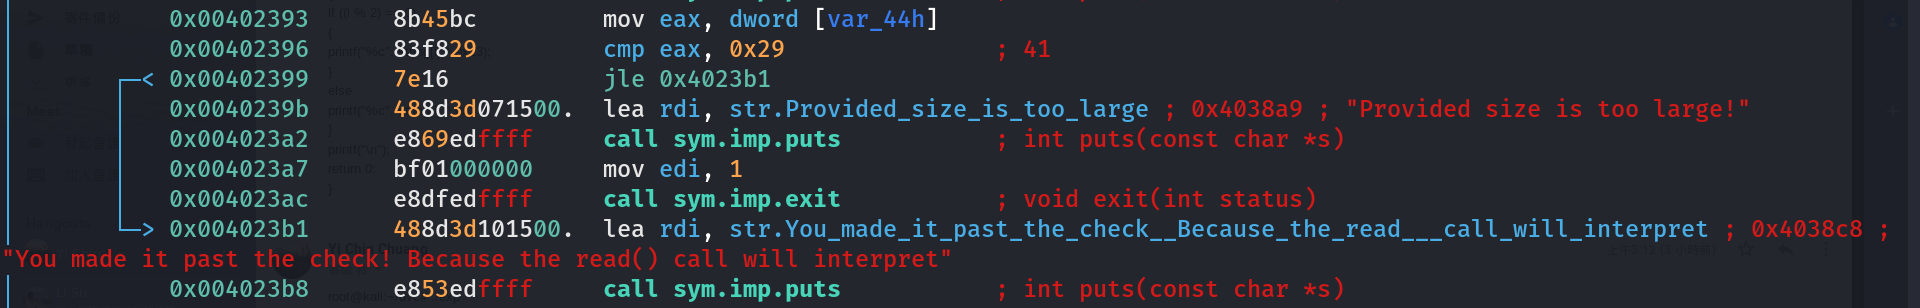 0x00402393 8b45bc mov eax, dword [var_44h]
0x00402396 83f829 cmp eax, 0x29 ; 41
< 0x00402399 7e16 jle 0x4023b1
0x0040239b 488d3d071500. lea rdi, str.Provided_size_is_too_large ; 0x4038a9 ; "Provided size is too large!"
0x004023a2 e869edffff call sym.imp.puts ; int puts(const char *s)
0x004023a7 bf01000000 mov edi, 1
0x004023ac e8dfedffff call sym.imp.exit ; void exit(int status)
> 0x004023b1 488d3d101500. lea rdi, str.You_made_it_past_the_check__Because_the_read___call_will_interpret ; 0x4038c8 ;
"You made it past the check! Because the read() call will interpret"
0x004023b8 e853edffff call sym.imp.puts ; int puts(const char *s)